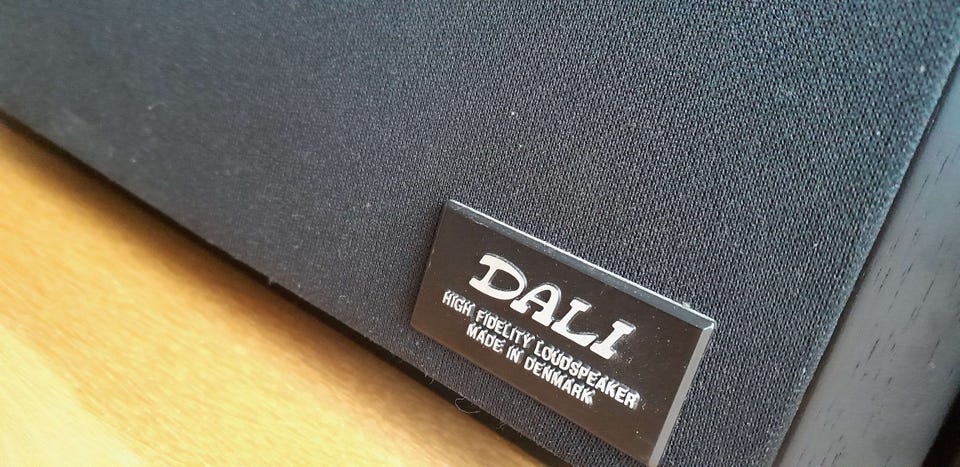 DALI
HIGH FIDELITY LOUDSPEAKER
MADE IN DENMARK